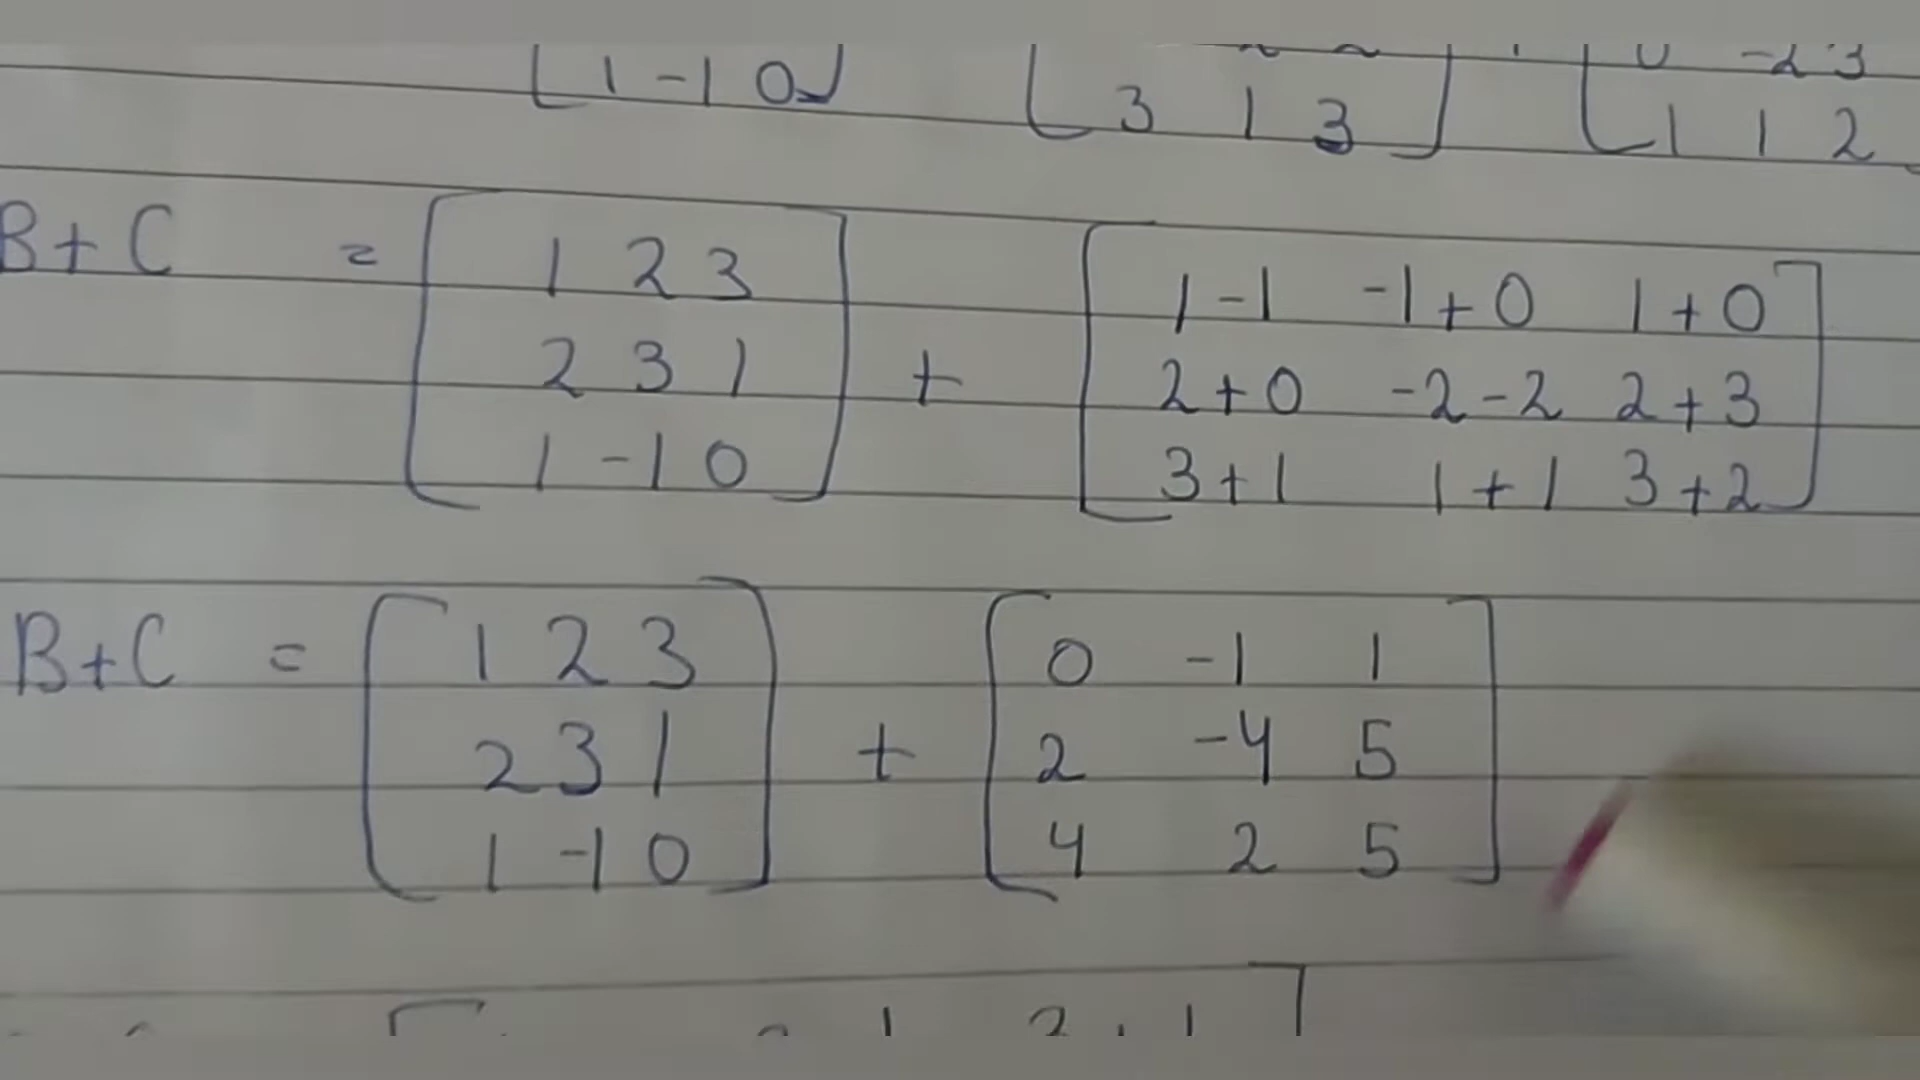 1 -1 0 3 1 3 1 1 2
B+C = 1 2 3 1-1 -1+0 1+0
2 3 1 + 2+0 -2-2 2+3
1 -1 0 3+1 1+1 3+2
B+C = 1 2 3 0 -1 1
2 3 1 + 2 -4 5
1 -1 0 4 2 5